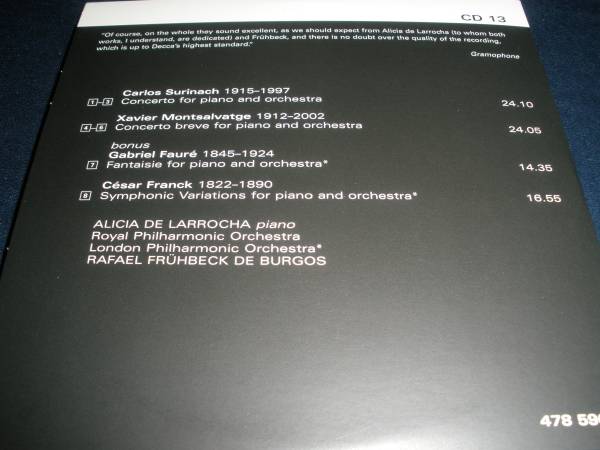 CD 13
"Of course, on the whole they sound excellent, as we should expect from Alicia de Larrocha (to whom both
works, I understand, are dedicated) and Frühbeck, and there is no doubt over the quality of the recording,
which is up to Decca's highest standard."
Gramophone
Carlos Surinach 1915–1997
1–3 Concerto for piano and orchestra 24.10
Xavier Montsalvatge 1912–2002
4–6 Concerto breve for piano and orchestra 24.05
bonus
Gabriel Fauré 1845–1924
7 Fantaisie for piano and orchestra* 14.35
César Franck 1822–1890
8 Symphonic Variations for piano and orchestra* 16.55
ALICIA DE LARROCHA piano
Royal Philharmonic Orchestra
London Philharmonic Orchestra*
RAFAEL FRÜHBECK DE BURGOS
478